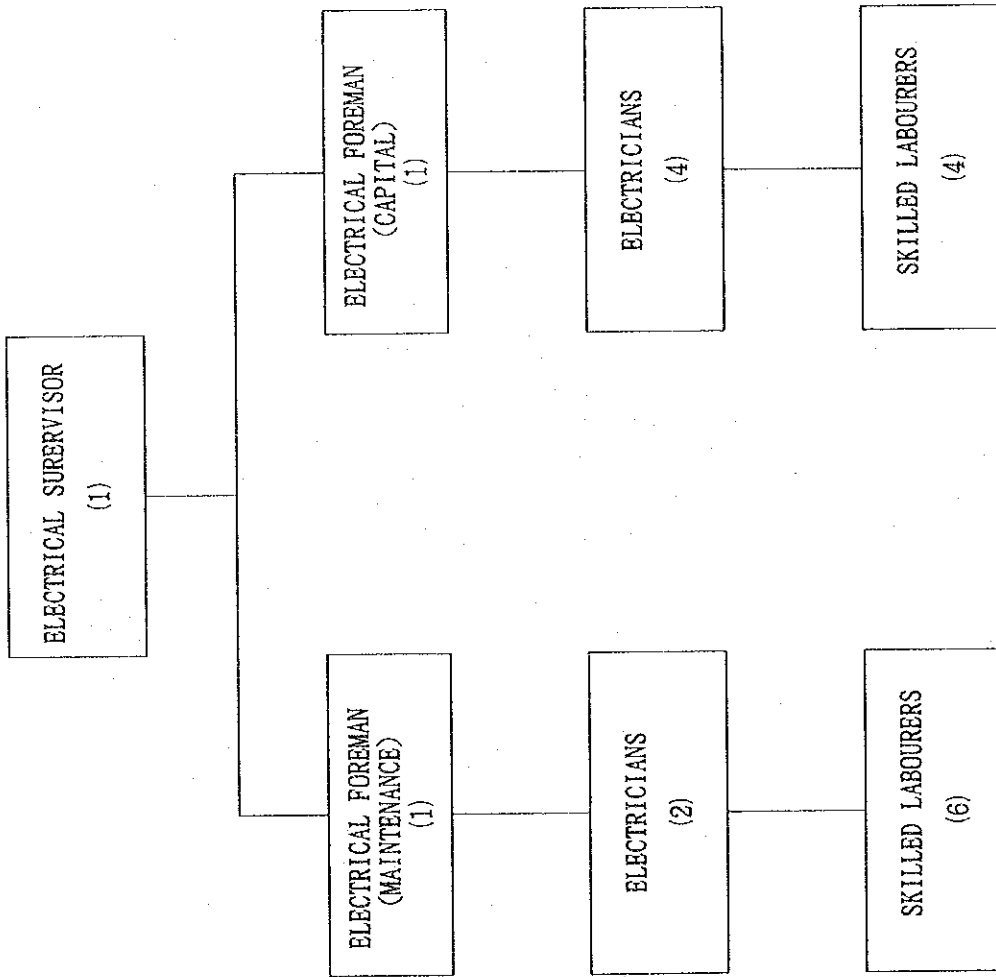 ELECTRICAL SURERVISOR
(1)
ELECTRICAL FOREMAN
(MAINTENANCE)
(1)
ELECTRICAL FOREMAN
(CAPITAL)
(1)
ELECTRICIANS
(2)
ELECTRICIANS
(4)
SKILLED LABOURERS
(6)
SKILLED LABOURERS
(4)